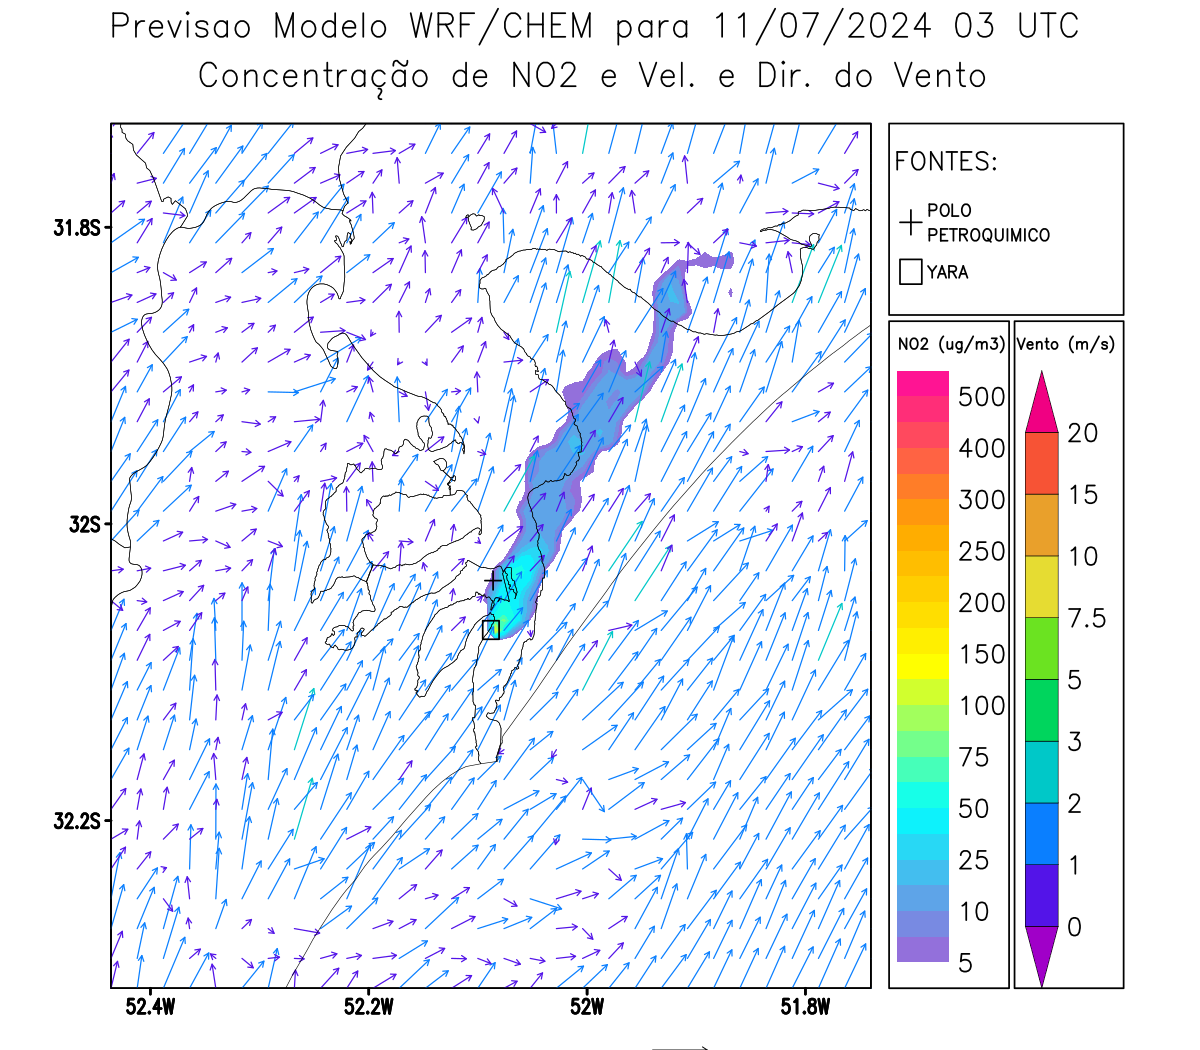 Previsao Modelo WRF/CHEM para 11/07/2024 03 UTC
Concentração de NO2 e Vel. e Dir. do Vento
FONTES:
POLO
PETROQUIMICO
YARA
NO2 (ug/m3)
500
400
300
250
200
150
100
75
50
25
10
5
Vento (m/s)
20
15
10
7.5
5
3
2
1
0
31.8S
32S
32.2S
52.4W
52.2W
52W
51.8W